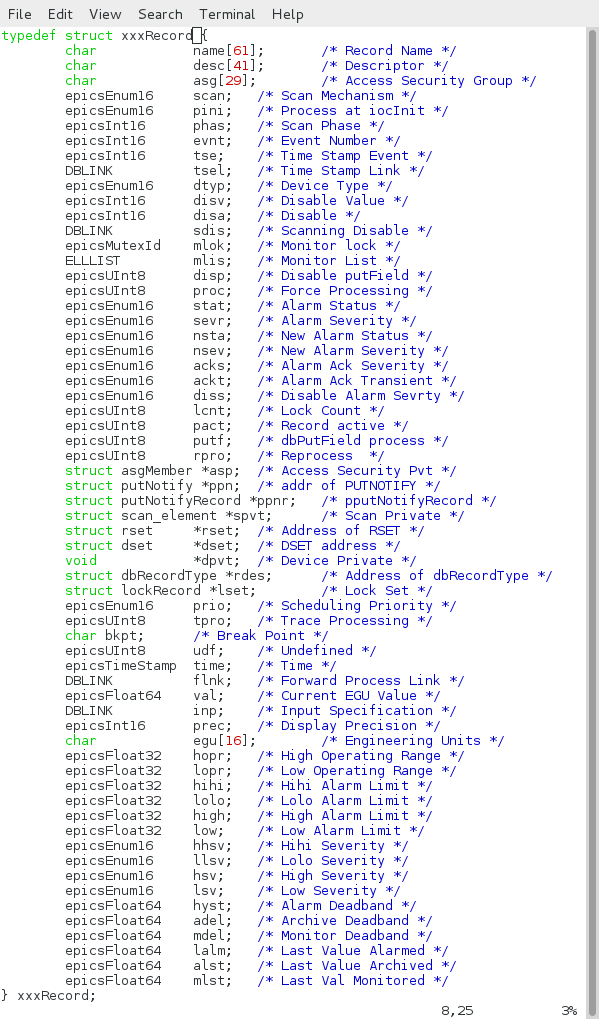 File Edit View Search Terminal Help
typedef struct xxxRecord {
char name[61]; /* Record Name */
char desc[41]; /* Descriptor */
char asg[29]; /* Access Security Group */
epicsEnum16 scan; /* Scan Mechanism */
epicsEnum16 pini; /* Process at iocInit */
epicsInt16 phas; /* Scan Phase */
epicsInt16 evnt; /* Event Number */
epicsInt16 tse; /* Time Stamp Event */
DBLINK tsel; /* Time Stamp Link */
epicsEnum16 dtyp; /* Device Type */
epicsInt16 disv; /* Disable Value */
epicsInt16 disa; /* Disable */
DBLINK sdis; /* Scanning Disable */
epicsMutexId mlok; /* Monitor lock */
ELLLIST mlis; /* Monitor List */
epicsUInt8 disp; /* Disable putField */
epicsUInt8 proc; /* Force Processing */
epicsEnum16 stat; /* Alarm Status */
epicsEnum16 sevr; /* Alarm Severity */
epicsEnum16 nsta; /* New Alarm Status */
epicsEnum16 nsev; /* New Alarm Severity */
epicsEnum16 acks; /* Alarm Ack Severity */
epicsEnum16 ackt; /* Alarm Ack Transient */
epicsEnum16 diss; /* Disable Alarm Sevrty */
epicsUInt8 lcnt; /* Lock Count */
epicsUInt8 pact; /* Record active */
epicsUInt8 putf; /* dbPutField process */
epicsUInt8 rpro; /* Reprocess */
struct asgMember *asp; /* Access Security Pvt */
struct putNotify *ppn; /* addr of PUTNOTIFY */
struct putNotifyRecord *ppnr; /* pputNotifyRecord */
struct scan_element *spvt; /* Scan Private */
struct rset *rset; /* Address of RSET */
struct dset *dset; /* DSET address */
void *dpvt; /* Device Private */
struct dbRecordType *rdes; /* Address of dbRecordType */
struct lockRecord *lset; /* Lock Set */
epicsEnum16 prio; /* Scheduling Priority */
epicsUInt8 tpro; /* Trace Processing */
char bkpt; /* Break Point */
epicsUInt8 udf; /* Undefined */
epicsTimeStamp time; /* Time */
DBLINK flnk; /* Forward Process Link */
epicsFloat64 val; /* Current EGU Value */
DBLINK inp; /* Input Specification */
epicsInt16 prec; /* Display Precision */
char egu[16]; /* Engineering Units */
epicsFloat32 hopr; /* High Operating Range */
epicsFloat32 lopr; /* Low Operating Range */
epicsFloat32 hihi; /* Hihi Alarm Limit */
epicsFloat32 lolo; /* Lolo Alarm Limit */
epicsFloat32 high; /* High Alarm Limit */
epicsFloat32 low; /* Low Alarm Limit */
epicsEnum16 hhsv; /* Hihi Severity */
epicsEnum16 llsv; /* Lolo Severity */
epicsEnum16 hsv; /* High Severity */
epicsEnum16 lsv; /* Low Severity */
epicsFloat64 hyst; /* Alarm Deadband */
epicsFloat64 adel; /* Archive Deadband */
epicsFloat64 mdel; /* Monitor Deadband */
epicsFloat64 lalm; /* Last Value Alarmed */
epicsFloat64 alst; /* Last Value Archived */
epicsFloat64 mlst; /* Last Val Monitored */
} xxxRecord;
8,25 3%